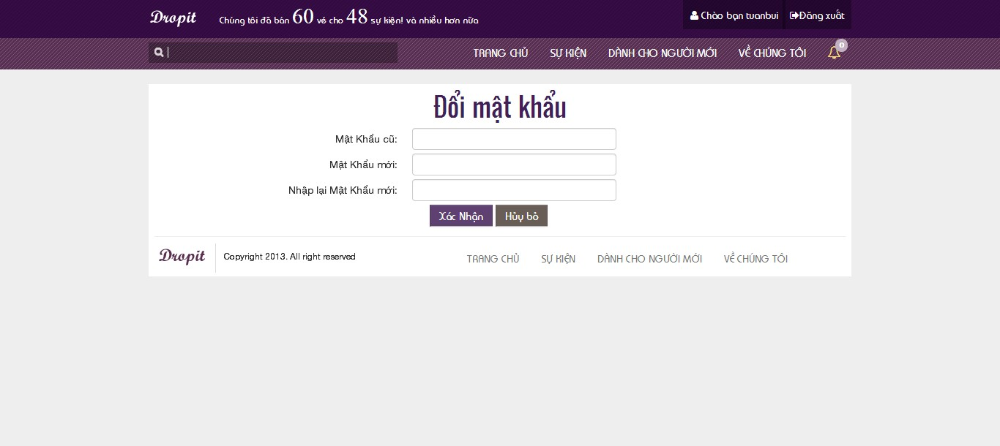 Dropit
Chúng tôi đã bán 60 vé cho 48 sự kiện! và nhiều hơn nữa
Chào bạn tuanbui
Đăng xuất
TRANG CHỦ SỰ KIỆN DÀNH CHO NGƯỜI MỚI VỀ CHÚNG TÔI 0
Đổi mật khẩu
Mật Khẩu cũ:
Mật Khẩu mới:
Nhập lại Mật Khẩu mới:
Xác Nhận Hủy bỏ
Dropit
Copyright 2013. All right reserved
TRANG CHỦ SỰ KIỆN DÀNH CHO NGƯỜI MỚI VỀ CHÚNG TÔI